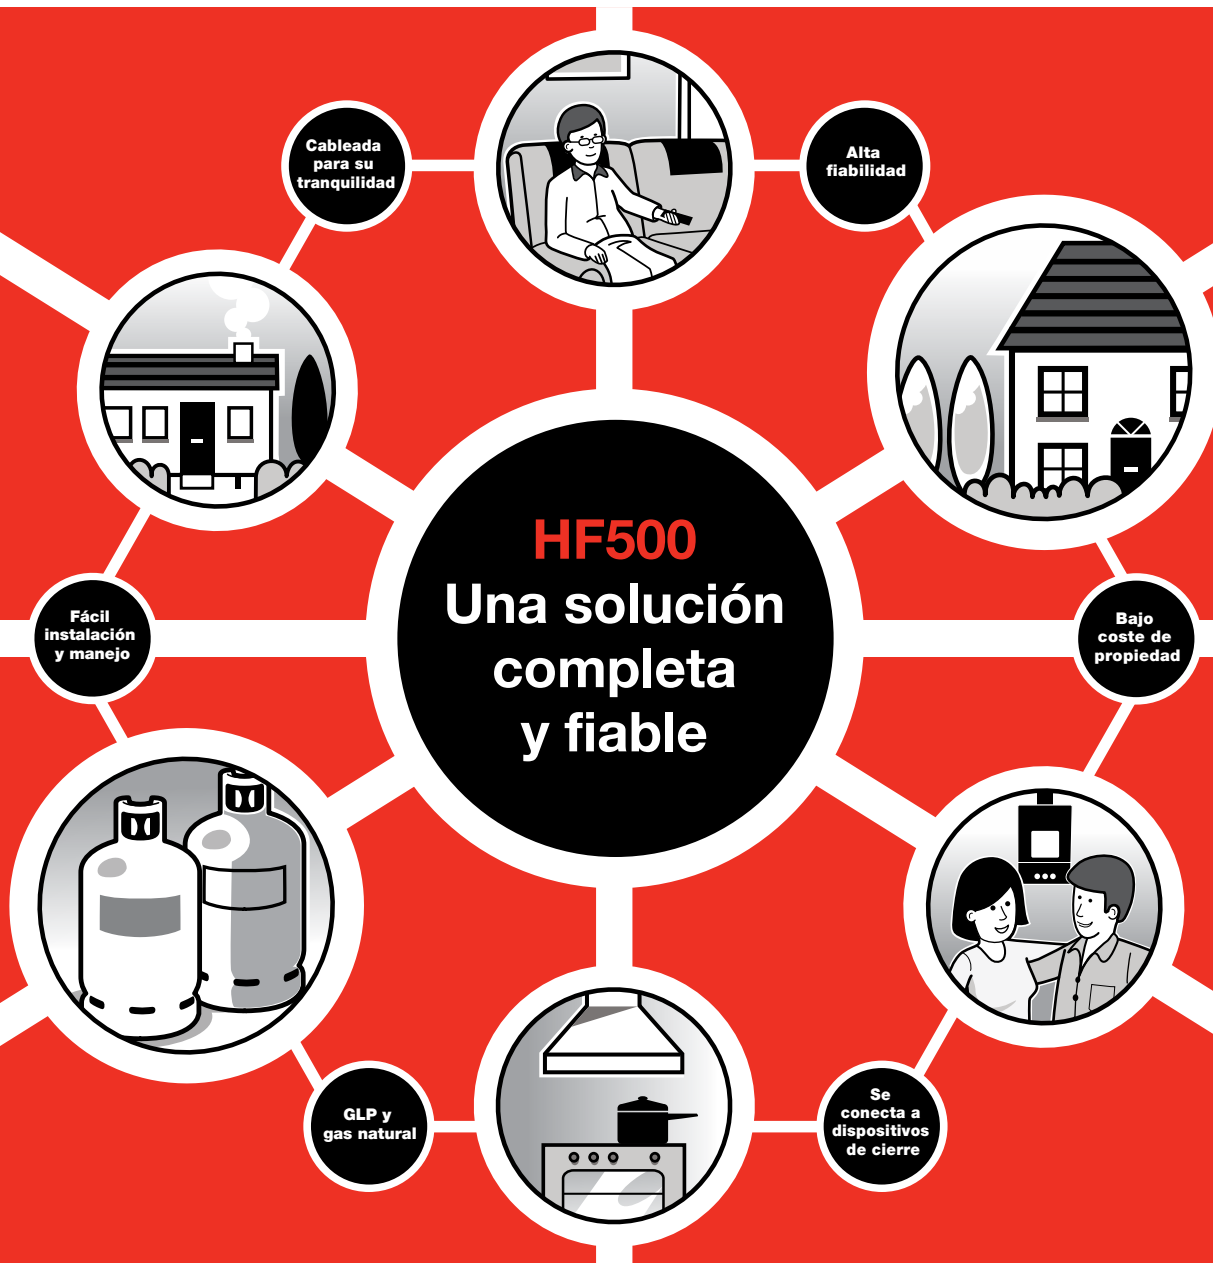 Cableada
para su
tranquilidad
Alta
fiabilidad
HF500
Una solución
completa
y fiable
Fácil
instalación
y manejo
Bajo
coste de
propiedad
GLP y
gas natural
Se
conecta a
dispositivos
de cierre